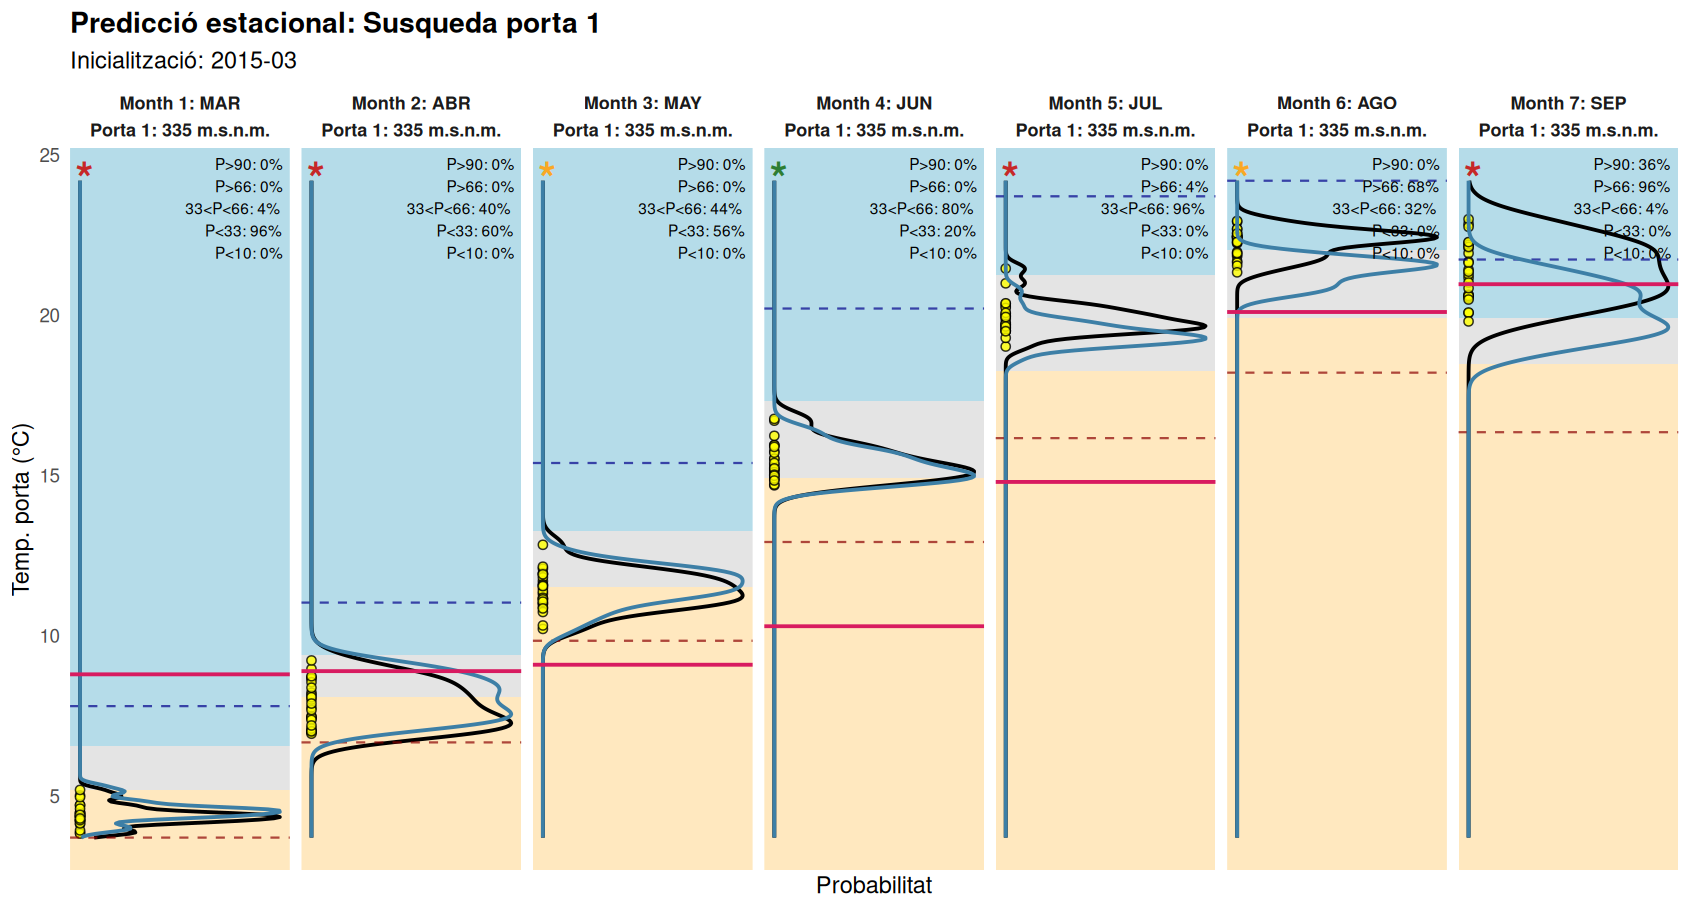 Predicció estacional: Susqueda porta 1
Inicialització: 2015-03
Month 1: MAR
Porta 1: 335 m.s.n.m.
Month 2: ABR
Porta 1: 335 m.s.n.m.
Month 3: MAY
Porta 1: 335 m.s.n.m.
Month 4: JUN
Porta 1: 335 m.s.n.m.
Month 5: JUL
Porta 1: 335 m.s.n.m.
Month 6: AGO
Porta 1: 335 m.s.n.m.
Month 7: SEP
Porta 1: 335 m.s.n.m.
Temp. porta (°C)
25
20
15
10
5
*
P>90: 0%
P>66: 0%
33<P<66: 4%
P<33: 96%
P<10: 0%
*
P>90: 0%
P>66: 0%
33<P<66: 40%
P<33: 60%
P<10: 0%
*
P>90: 0%
P>66: 0%
33<P<66: 44%
P<33: 56%
P<10: 0%
*
P>90: 0%
P>66: 0%
33<P<66: 80%
P<33: 20%
P<10: 0%
*
P>90: 0%
P>66: 4%
33<P<66: 96%
P<33: 0%
P<10: 0%
*
P>90: 0%
P>66: 68%
33<P<66: 32%
P<33: 0%
P<10: 0%
*
P>90: 36%
P>66: 96%
33<P<66: 4%
P<33: 0%
P<10: 0%
Probabilitat